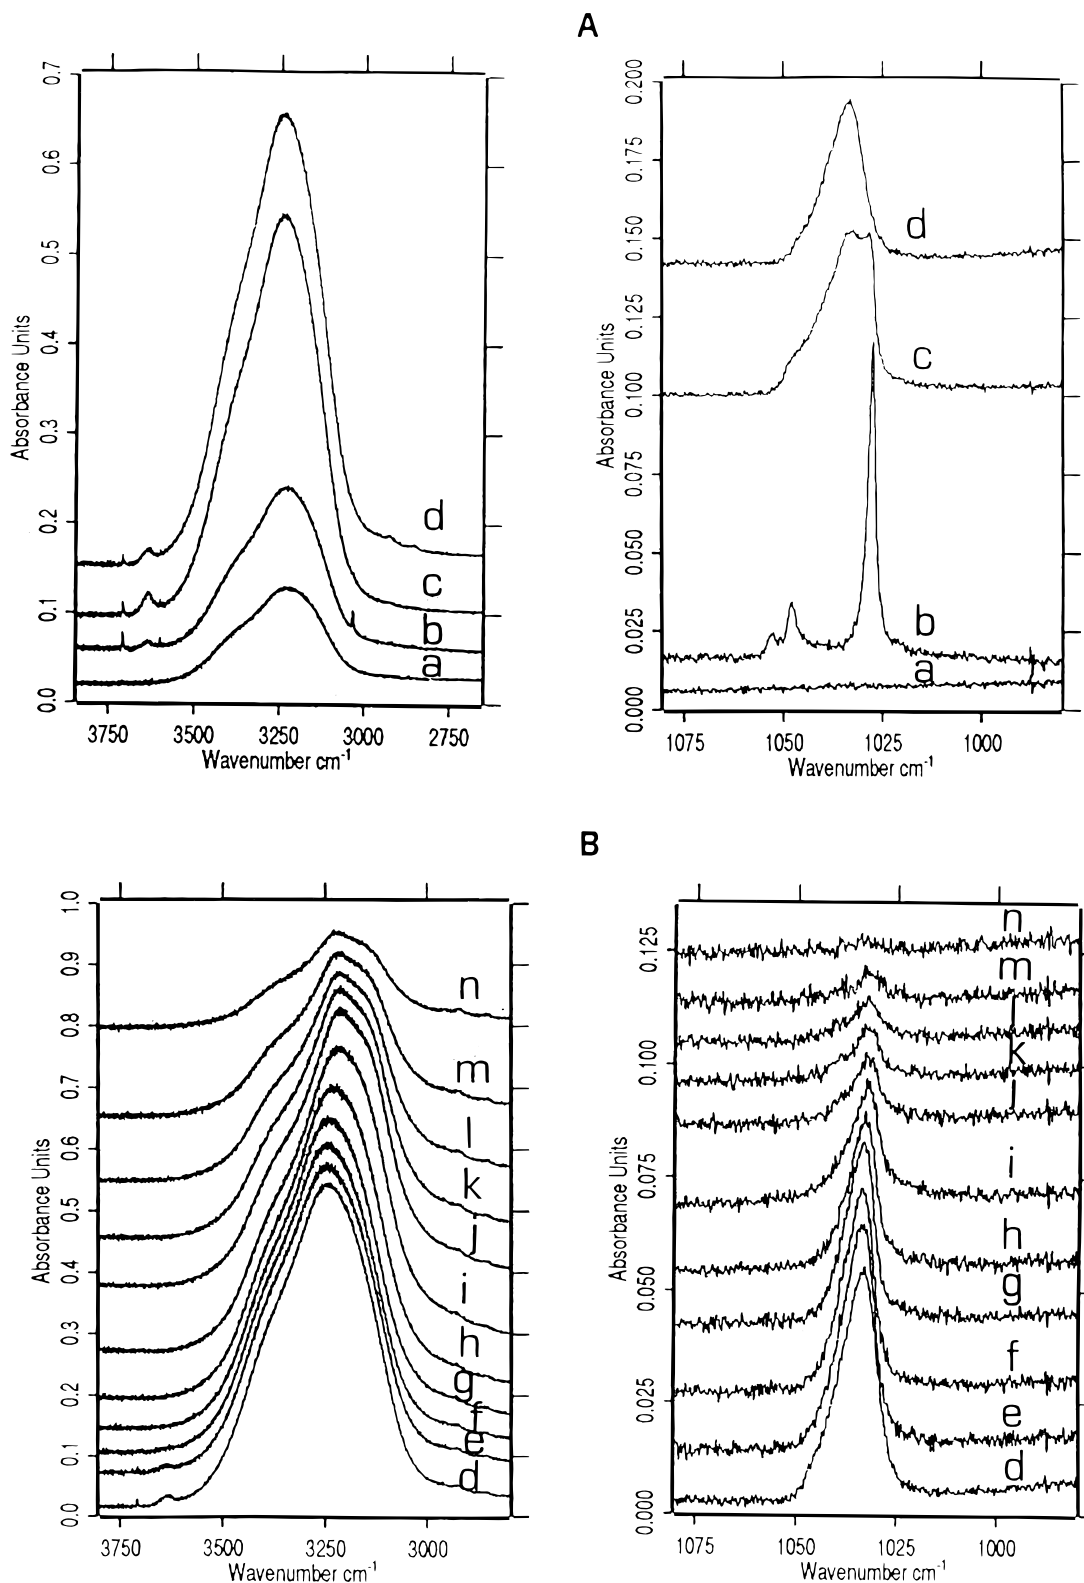 A
0.7
0.6
0.5
0.4
0.3
0.2
0.1
0.0
Absorbance Units
d
c
b
a
3750 3500 3250 3000 2750
Wavenumber cm-1
0.200
0.175
0.150
0.125
0.100
0.075
0.050
0.025
0.000
Absorbance Units
d
c
b
a
1075 1050 1025 1000
Wavenumber cm-1
B
1.0
0.9
0.8
0.7
0.6
0.5
0.4
0.3
0.2
0.1
0.0
Absorbance Units
n
m
l
k
j
i
h
g
f
e
d
3750 3500 3250 3000
Wavenumber cm-1
0.125
0.100
0.075
0.050
0.025
0.000
Absorbance Units
n
m
l
k
j
i
h
g
f
e
d
1075 1050 1025 1000
Wavenumber cm-1